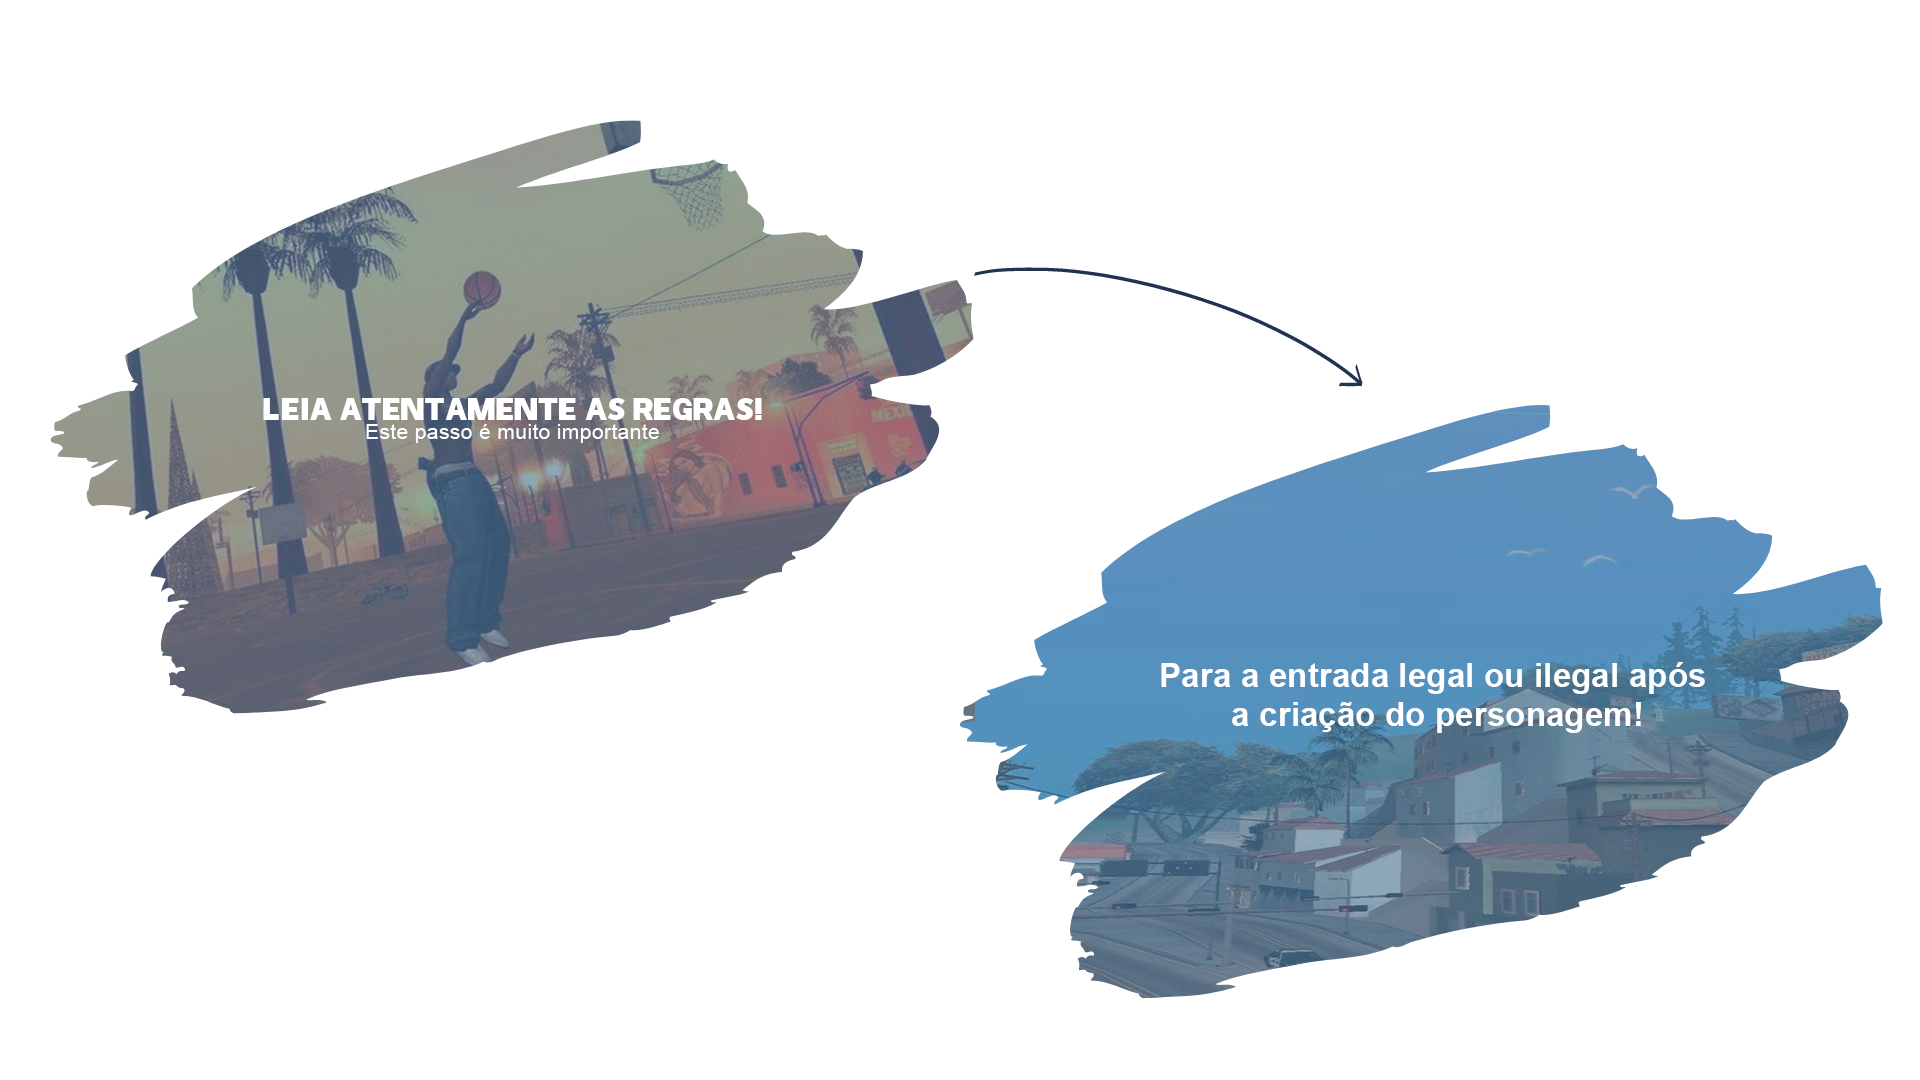 LEIA ATENTAMENTE AS REGRAS!
Este passo é muito importante
Para a entrada legal ou ilegal após
a criação do personagem!